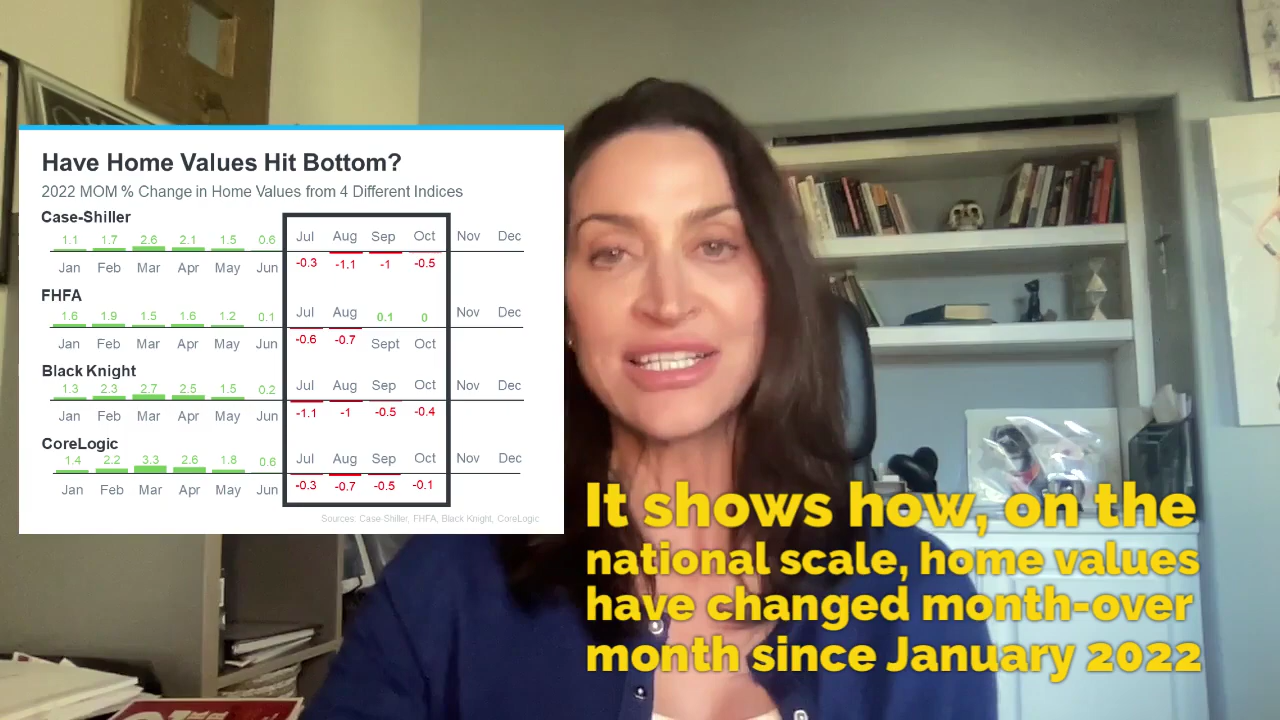 Have Home Values Hit Bottom?
2022 MOM % Change in Home Values from 4 Different Indices
Case-Shiller
1.1 1.7 2.6 2.1 1.5 0.6 Jul Aug Sep Oct Nov Dec
Jan Feb Mar Apr May Jun -0.3 -1.1 -1 -0.5
FHFA
1.6 1.9 1.5 1.6 1.2 0.1 Jul Aug 0.1 0 Nov Dec
Jan Feb Mar Apr May Jun -0.6 -0.7 Sept Oct
Black Knight
1.3 2.3 2.7 2.5 1.5 0.2 Jul Aug Sep Oct Nov Dec
Jan Feb Mar Apr May Jun -1.1 -1 -0.5 -0.4
CoreLogic
1.4 2.2 3.3 2.6 1.8 0.6 Jul Aug Sep Oct Nov Dec
Jan Feb Mar Apr May Jun -0.3 -0.7 -0.5 -0.1
Sources: Case Shiller, FHFA, Black Knight, CoreLogic
It shows how, on the
national scale, home values
have changed month-over
month since January 2022